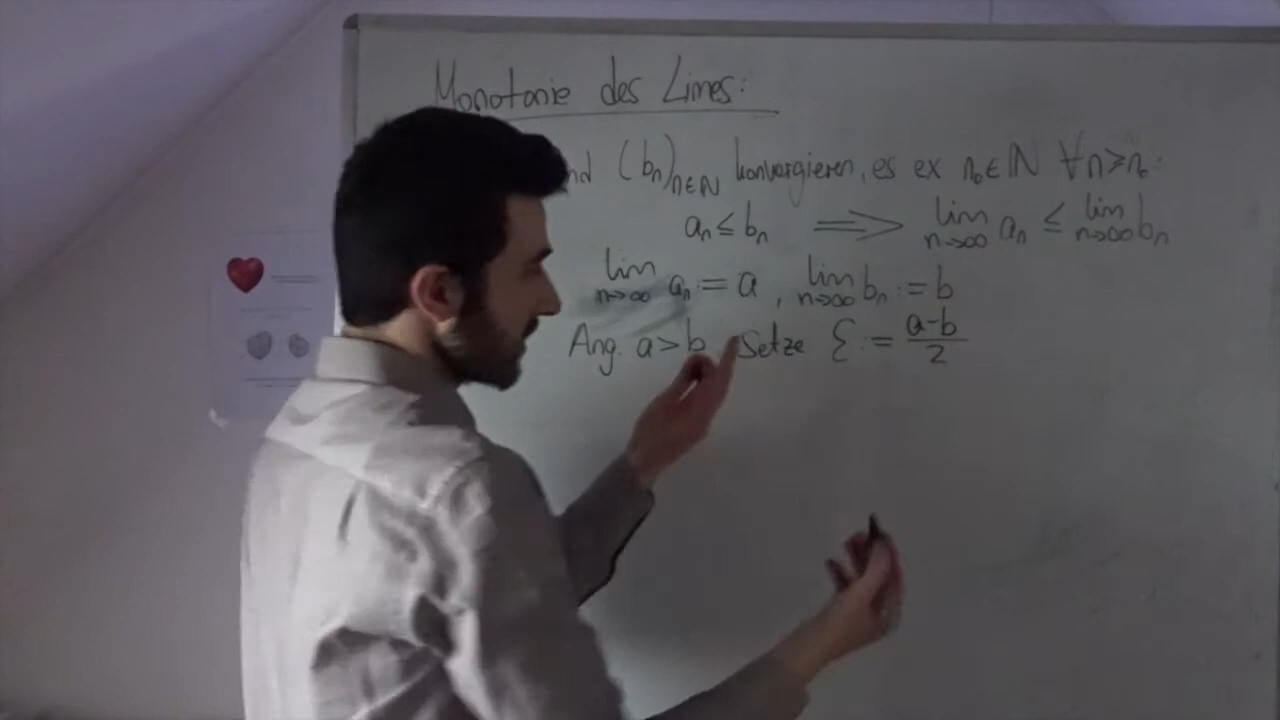 Monotonie des Limes:
nd (bₙ)ₙ∈ℕ konvergieren, es ex n₀∈ℕ ∀n≥n₀:
aₙ ≤ bₙ ⟹ lim n→∞ aₙ ≤ lim n→∞ bₙ
lim n→∞ aₙ := a, lim n→∞ bₙ := b
Ang. a>b, setze ε := (a-b)/2